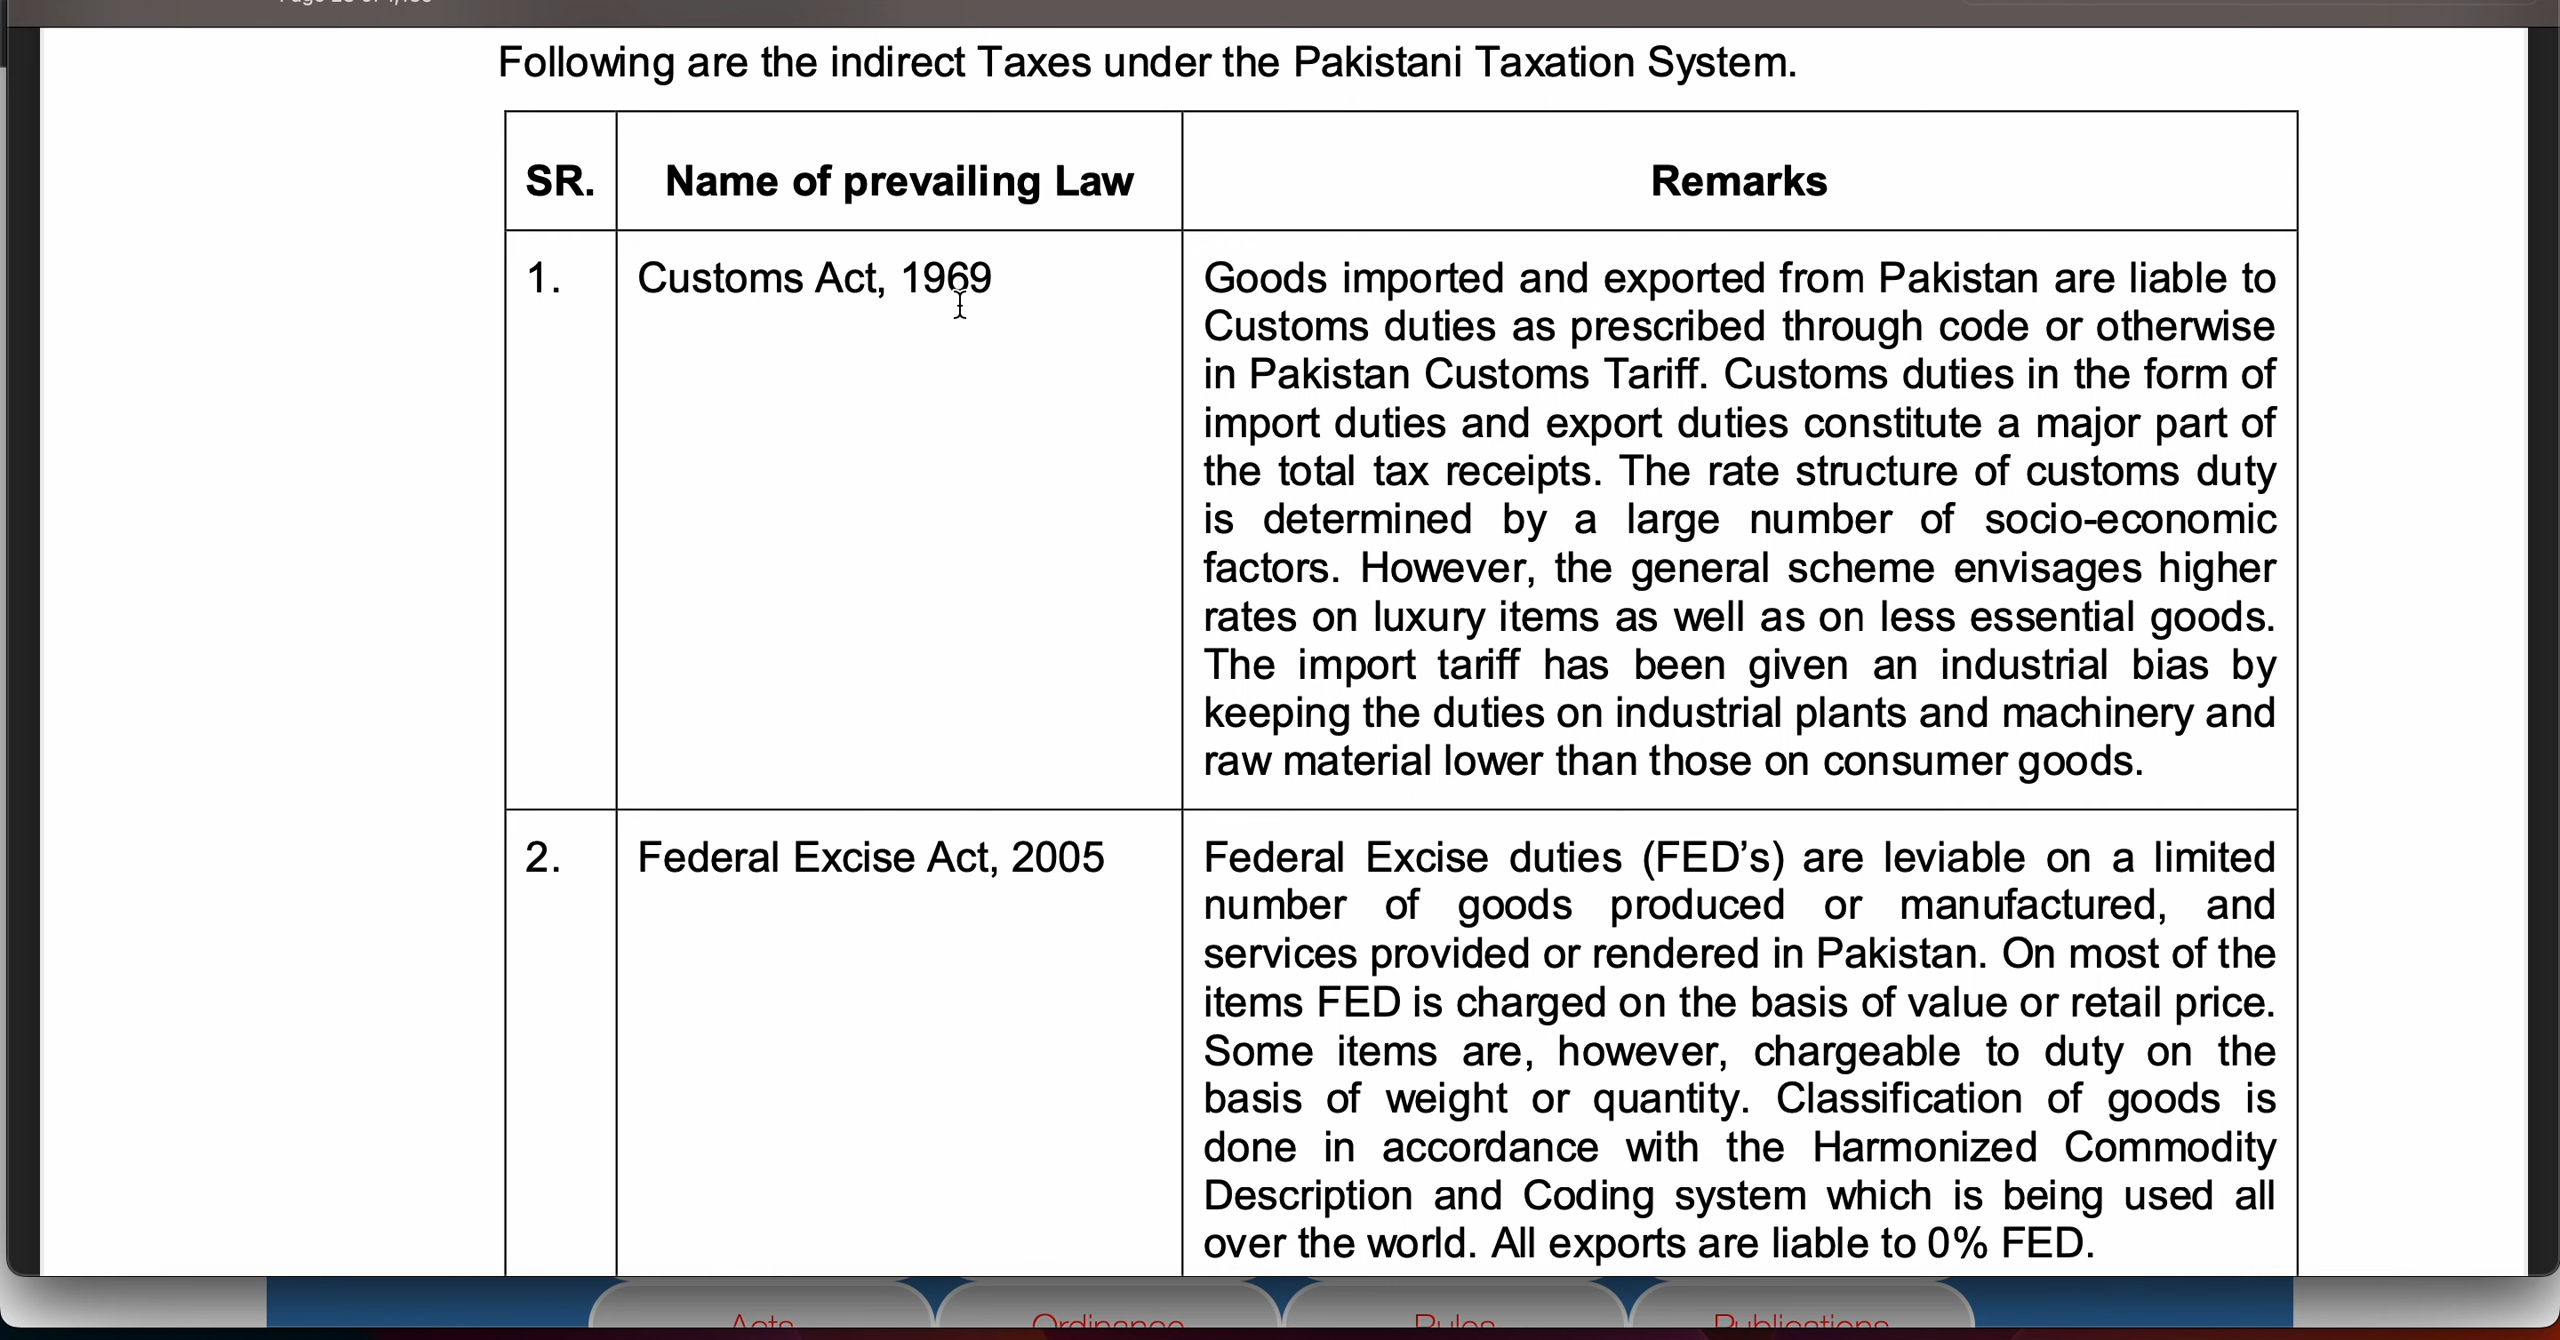 Following are the indirect Taxes under the Pakistani Taxation System.
SR.
Name of prevailing Law
Remarks
1.
Customs Act, 1969
Goods imported and exported from Pakistan are liable to
Customs duties as prescribed through code or otherwise
in Pakistan Customs Tariff. Customs duties in the form of
import duties and export duties constitute a major part of
the total tax receipts. The rate structure of customs duty
is determined by a large number of socio-economic
factors. However, the general scheme envisages higher
rates on luxury items as well as on less essential goods.
The import tariff has been given an industrial bias by
keeping the duties on industrial plants and machinery and
raw material lower than those on consumer goods.
2.
Federal Excise Act, 2005
Federal Excise duties (FED’s) are leviable on a limited
number of goods produced or manufactured, and
services provided or rendered in Pakistan. On most of the
items FED is charged on the basis of value or retail price.
Some items are, however, chargeable to duty on the
basis of weight or quantity. Classification of goods is
done in accordance with the Harmonized Commodity
Description and Coding system which is being used all
over the world. All exports are liable to 0% FED.
Acts
Ordinance
Rules
Publications